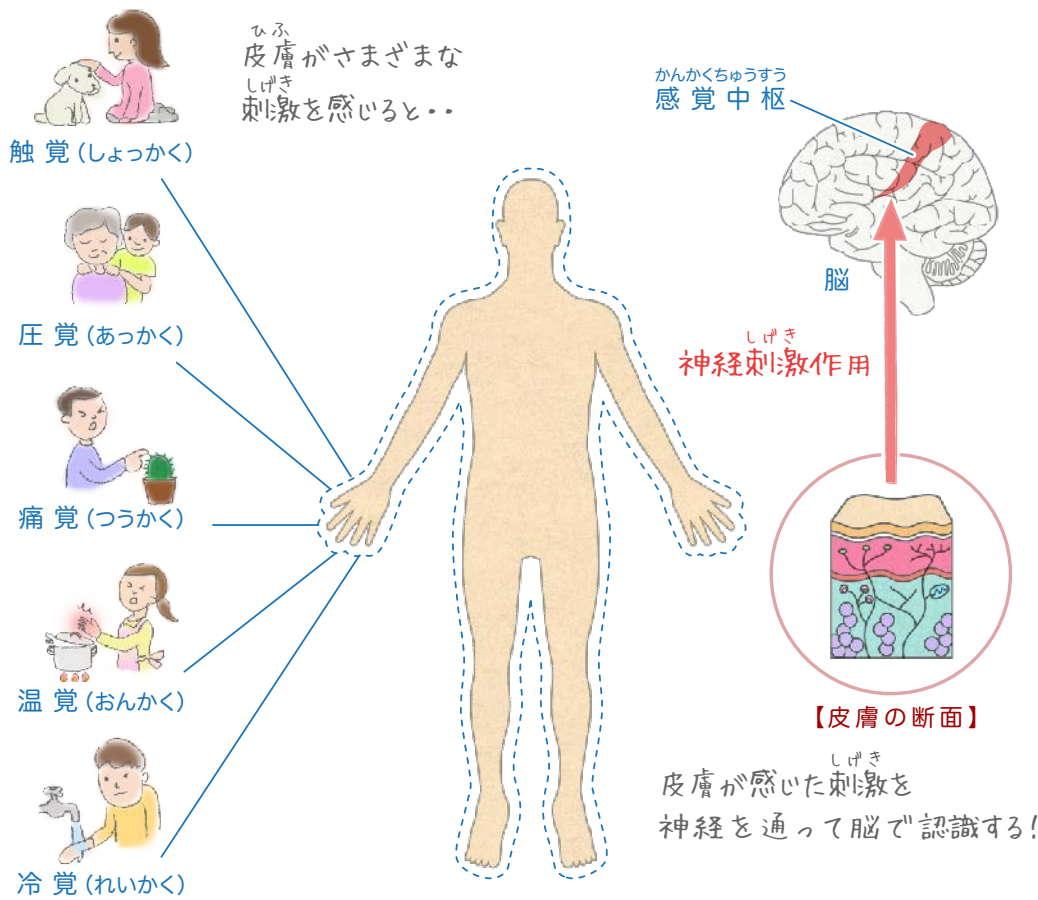 ひふ
皮膚がさまざまな
しげき
刺激を感じると・・
触覚(しょっかく)
圧覚(あっかく)
痛覚(つうかく)
温覚(おんかく)
冷覚(れいかく)
かんかくちゅうすう
感覚中枢
脳
しげき
神経刺激作用
【皮膚の断面】
しげき
皮膚が感じた刺激を
神経を通って脳で認識する!